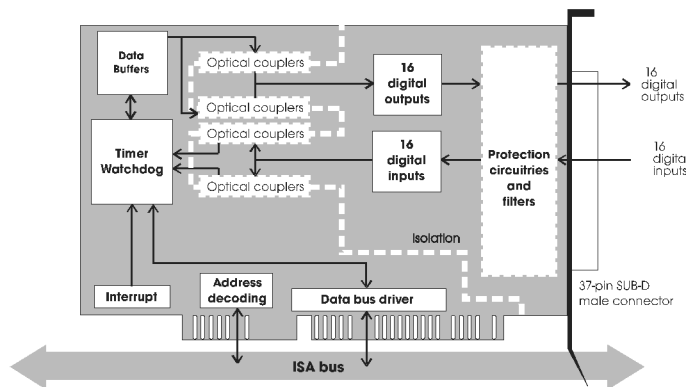 Data
Buffers
Optical couplers
Optical couplers
Optical couplers
Optical couplers
Timer
Watchdog
16
digital
outputs
16
digital
inputs
Protection
circuitries
and
filters
16
digital
outputs
16
digital
inputs
Isolation
37-pin SUB-D
male connector
Interrupt
Address
decoding
Data bus driver
ISA bus